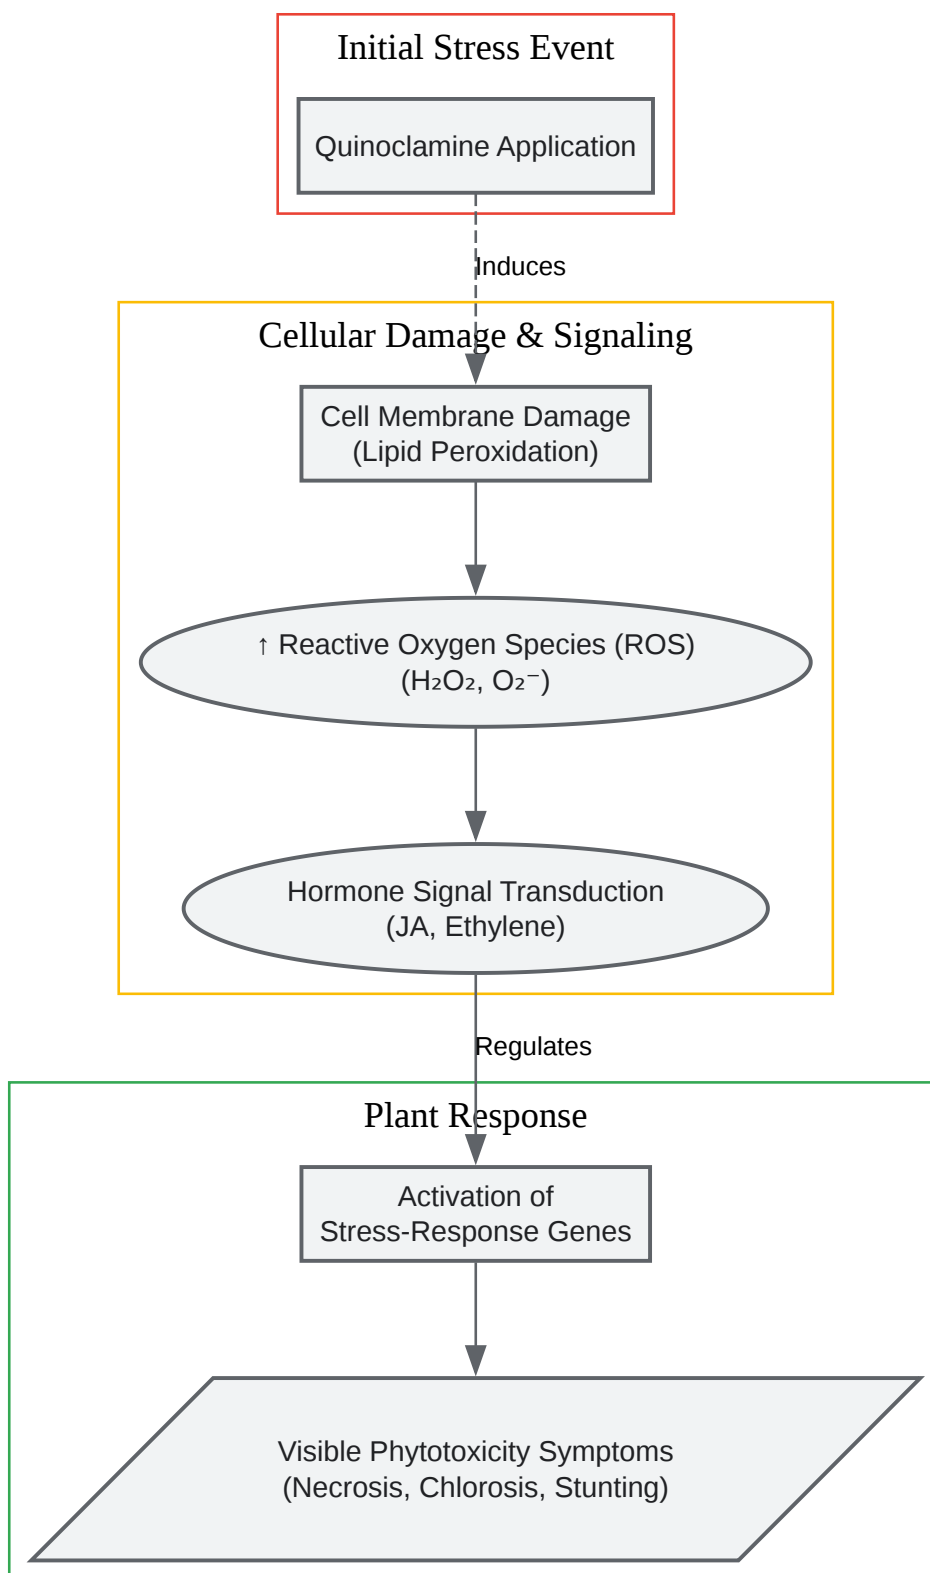 Initial Stress Event
Quinoclamine Application
Induces
Cellular Damage & Signaling
Cell Membrane Damage
(Lipid Peroxidation)
↑ Reactive Oxygen Species (ROS)
(H₂O₂, O₂⁻)
Hormone Signal Transduction
(JA, Ethylene)
Regulates
Plant Response
Activation of
Stress-Response Genes
Visible Phytotoxicity Symptoms
(Necrosis, Chlorosis, Stunting)